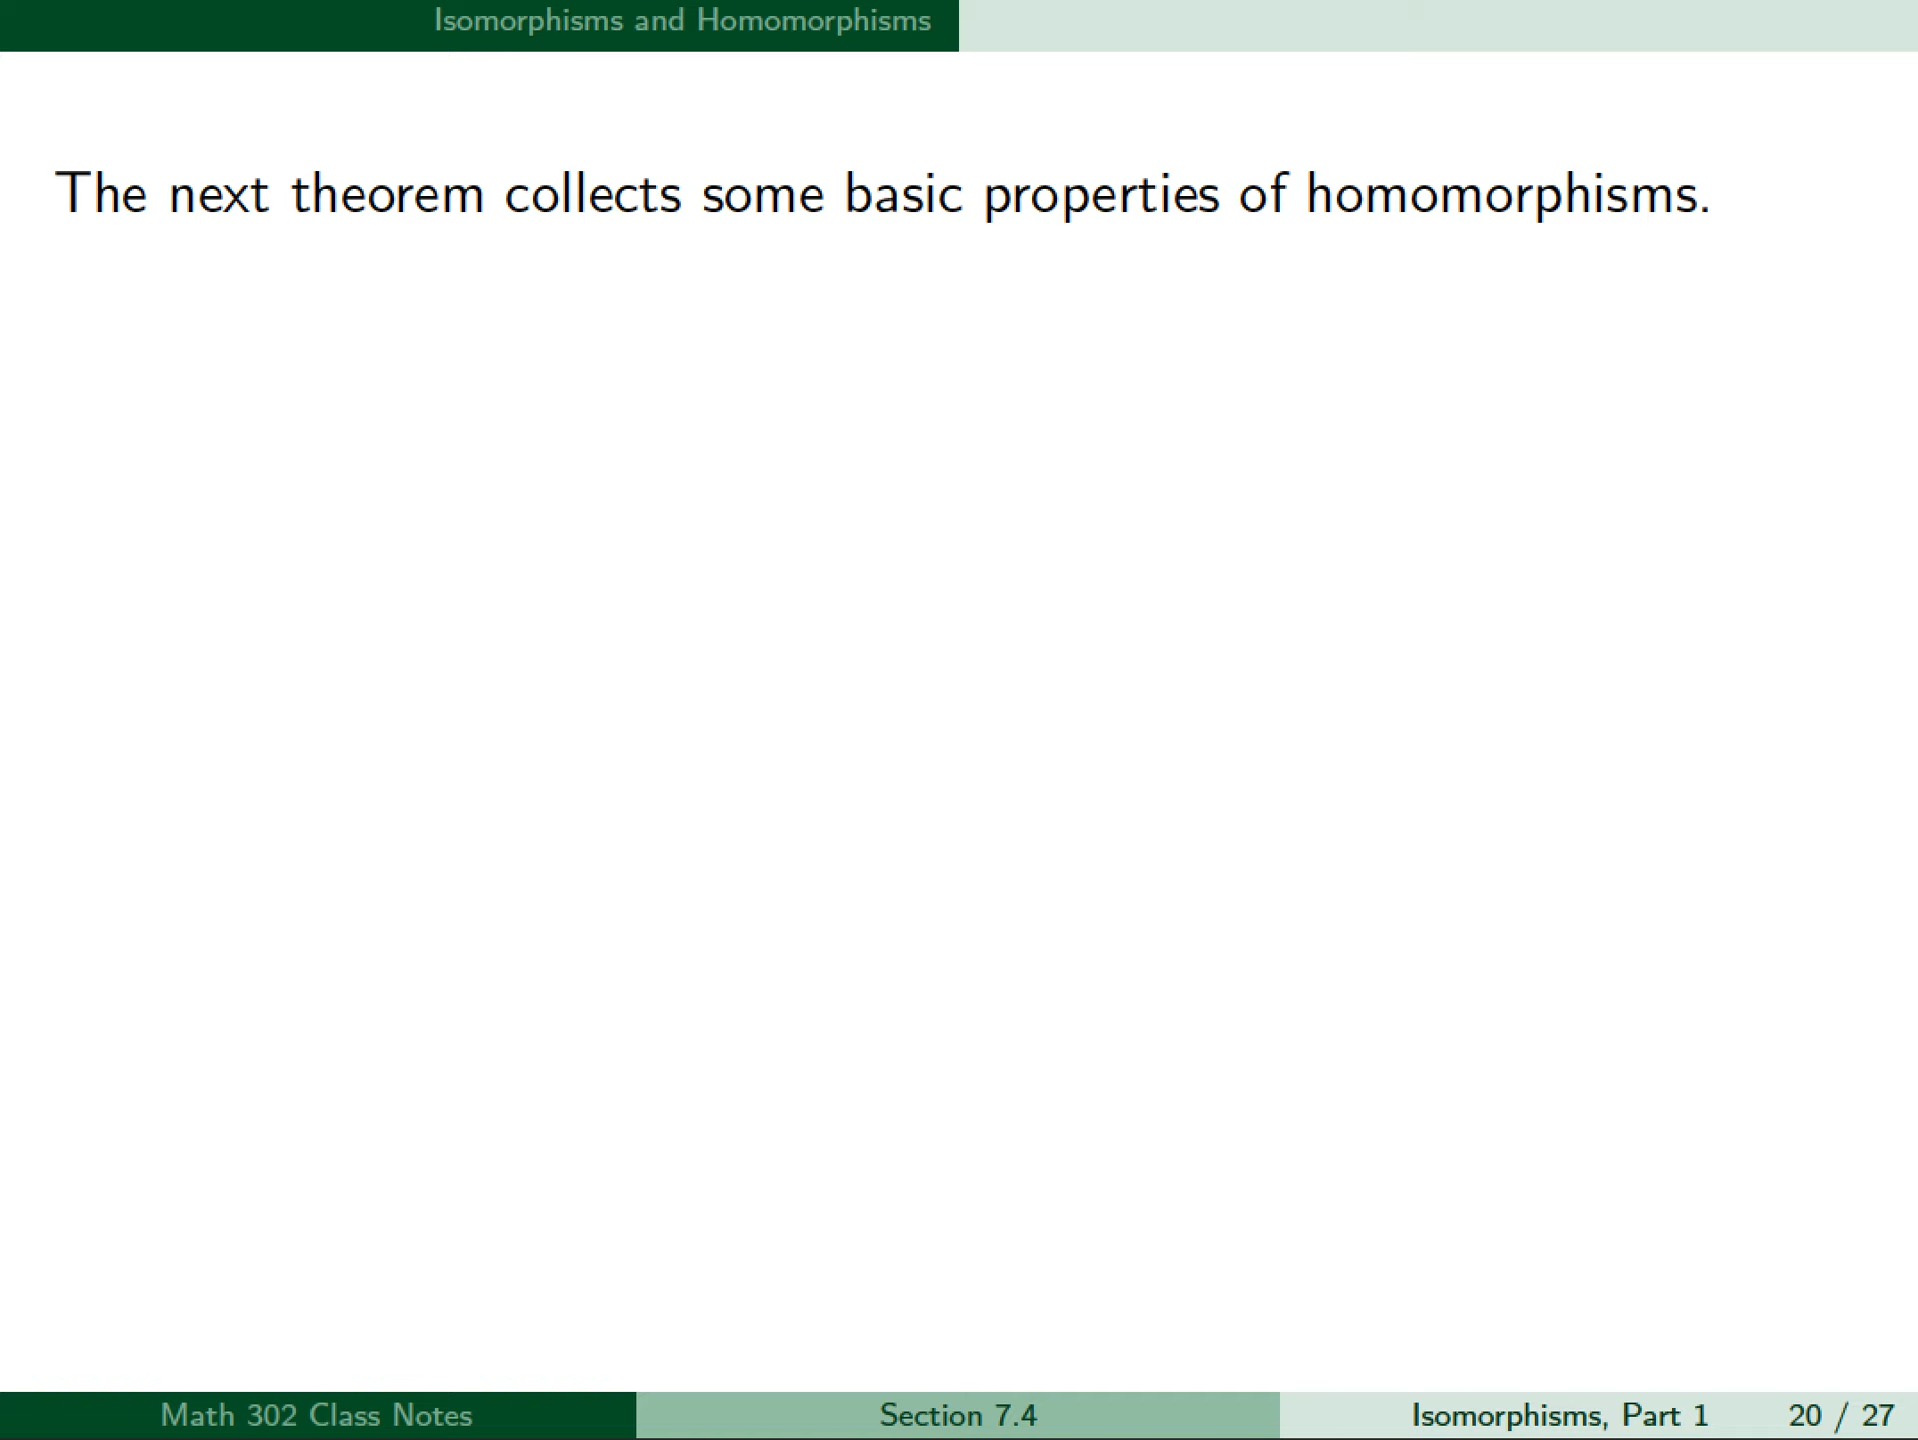 Isomorphisms and Homomorphisms
The next theorem collects some basic properties of homomorphisms.
Math 302 Class Notes
Section 7.4
Isomorphisms, Part 1
20 / 27